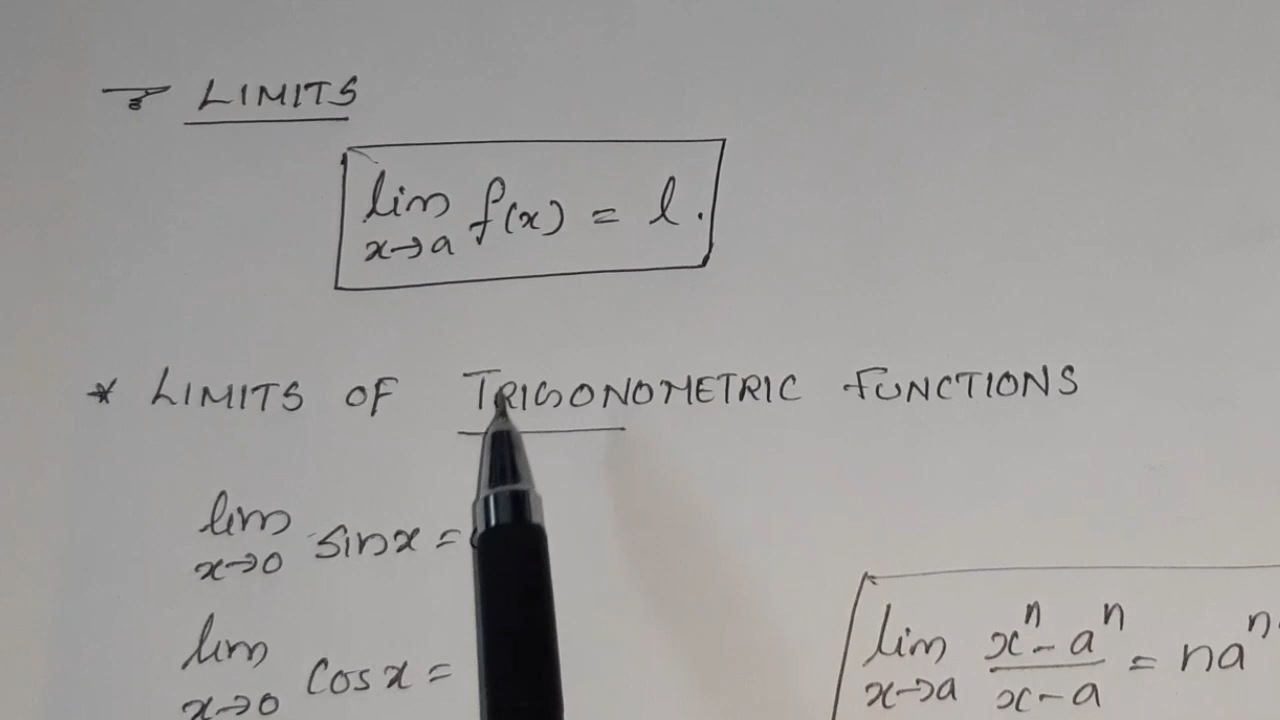 LIMITS
lim f(x) = l.
x→a
* LIMITS OF TRIGONOMETRIC FUNCTIONS
lim sinx =
x→0
lim cosx =
x→0
lim xⁿ - aⁿ / x - a = naⁿ
x→a